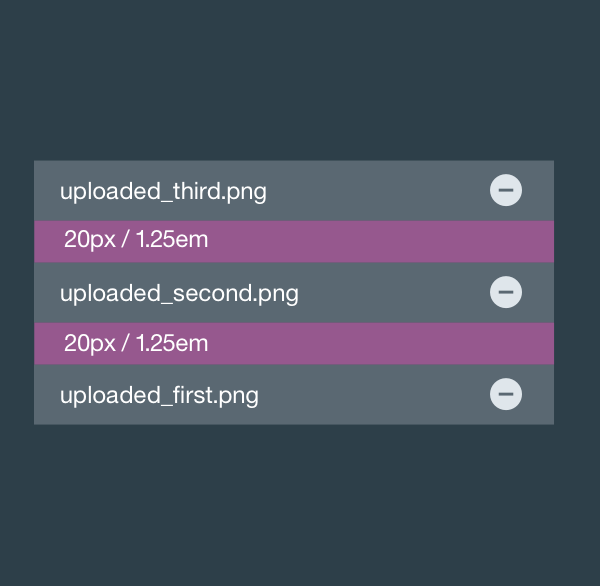 uploaded_third.png
20px / 1.25em
uploaded_second.png
20px / 1.25em
uploaded_first.png